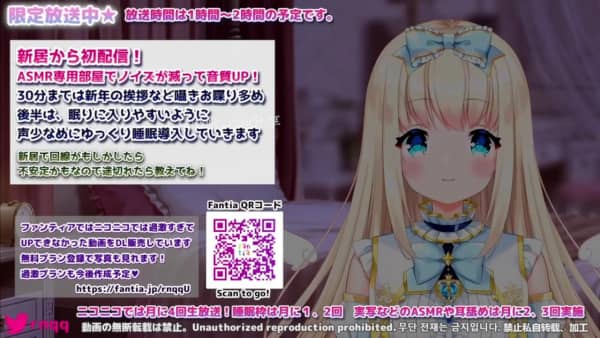 限定放送中★ 放送時間は1時間～2時間の予定です。
新居から初配信！
ASMR専用部屋でノイズが減って音質UP！
30分までは新年の挨拶など囁きお喋り多め
後半は、眠りに入りやすいように
声少なめにゆっくり睡眠導入していきます
新居で回線がもしかしたら
不安定かもなので途切れたら教えてね！
Fantia QRコード
ファンティアではニコニコでは過激すぎて
UPできなかった動画をDL販売しています
無料プラン登録で写真も見れます！
過激プランも今後作成予定♥
https://fantia.jp/rnqqU
Scan to go!
ニコニコでは月に4回生放送！睡眠枠は月に1、2回　実写などのASMRや耳舐めは月に2、3回実施
rnqq
動画の無断転載は禁止。Unauthorized reproduction prohibited. 무단 전재는 금지입니다. 禁止私自转载、加工